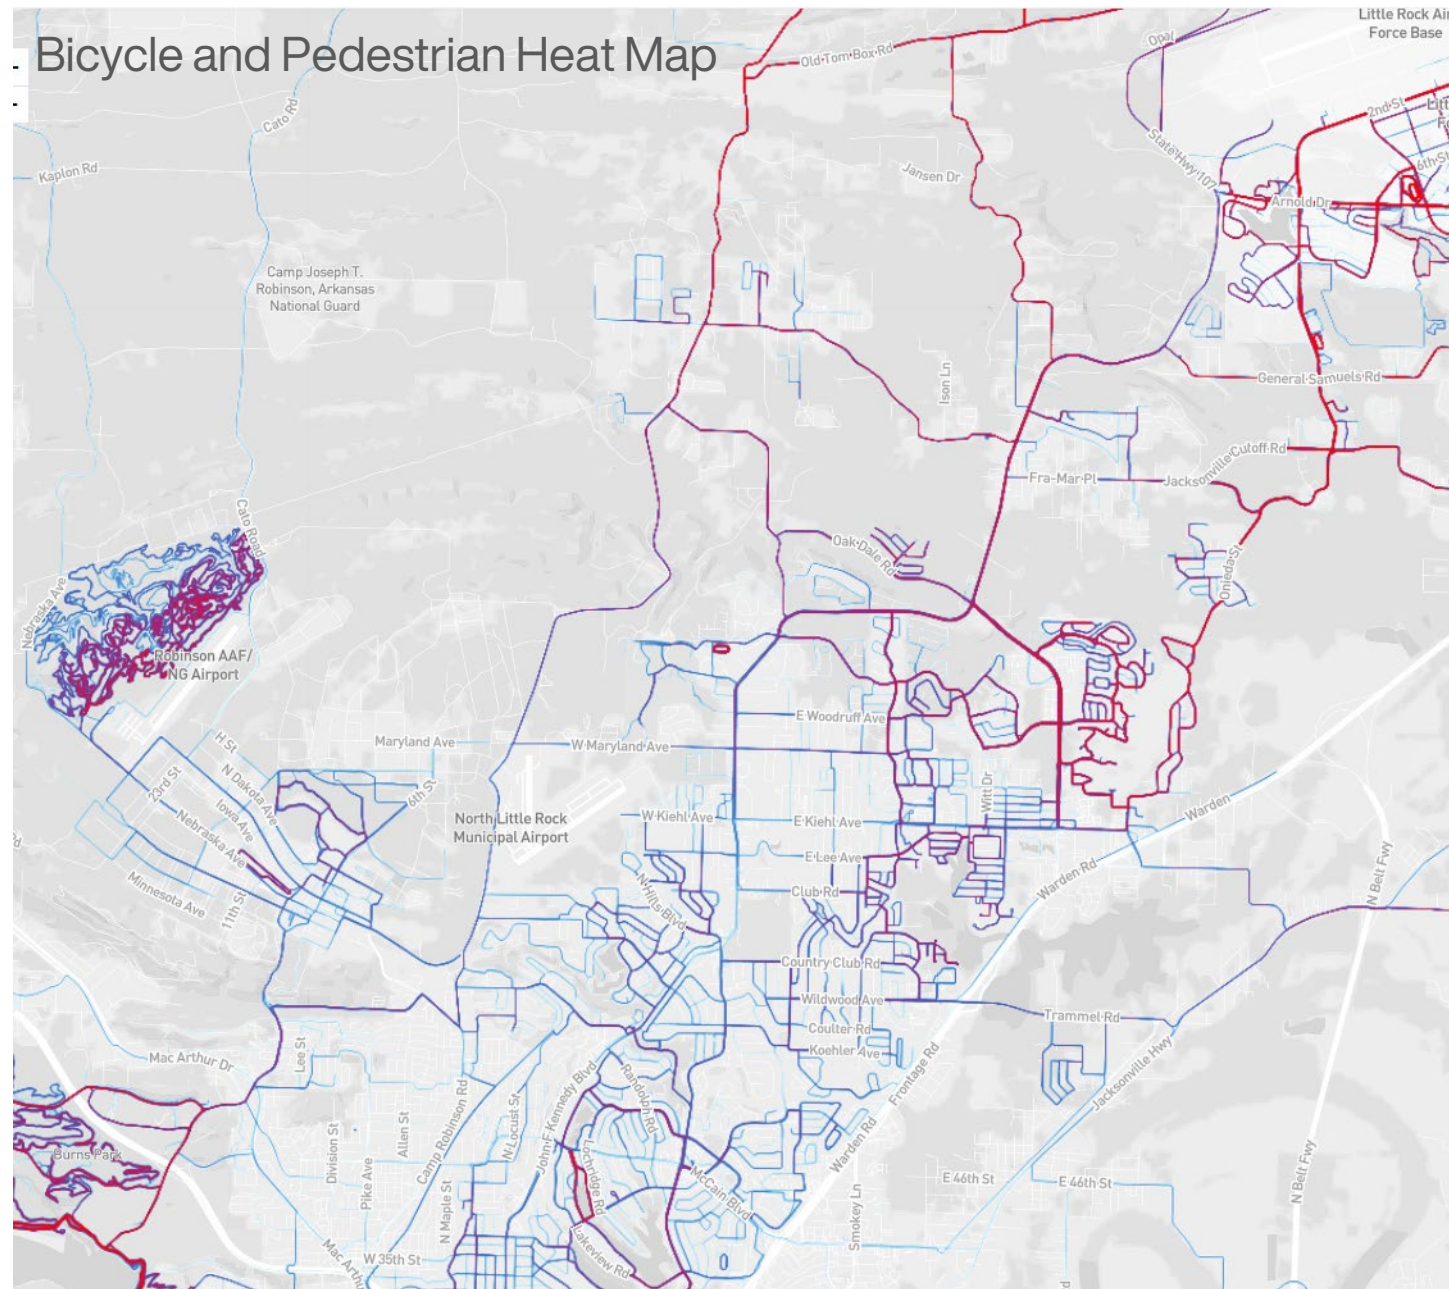 Bicycle and Pedestrian Heat Map
Little Rock Air
Force Base
Old Tom Box Rd
Opal
Cato Rd
2nd St
Kaplon Rd
State Hwy 107
Jansen Dr
6th St
Arnold Dr
Camp Joseph T.
Robinson, Arkansas
National Guard
Ison Ln
General Samuels Rd
Jacksonville Cutoff Rd
Fra-Mar Pl
Cato Road
Oak Dale Rd
Onieda St
Nebraska Ave
Robinson AAF/
NG Airport
E Woodruff Ave
H St
Maryland Ave
W Maryland Ave
23rd St
N Dakota Ave
6th St
Witt Dr
Warden
Iowa Ave
Nebraska Ave
North Little Rock
Municipal Airport
W Kiehl Ave
E Kiehl Ave
E Lee Ave
Minnesota Ave
11th St
N Hills Blvd
Club Rd
Warden Rd
N Belt Fwy
Country Club Rd
Wildwood Ave
Trammel Rd
Coulter Rd
Koehler Ave
Mac Arthur Dr
Lee St
Frontage Rd
Jacksonville Hwy
Randolph Rd
John F Kennedy Blvd
N Locust St
Camp Robinson Rd
Allen St
Division St
Burns Park
Warden Rd
Pike Ave
Lochridge Rd
McCain Blvd
E 46th St
E 46th St
N Belt Fwy
N Maple St
Smokey Ln
Lakeview Rd
W 35th St
Mac Arthu